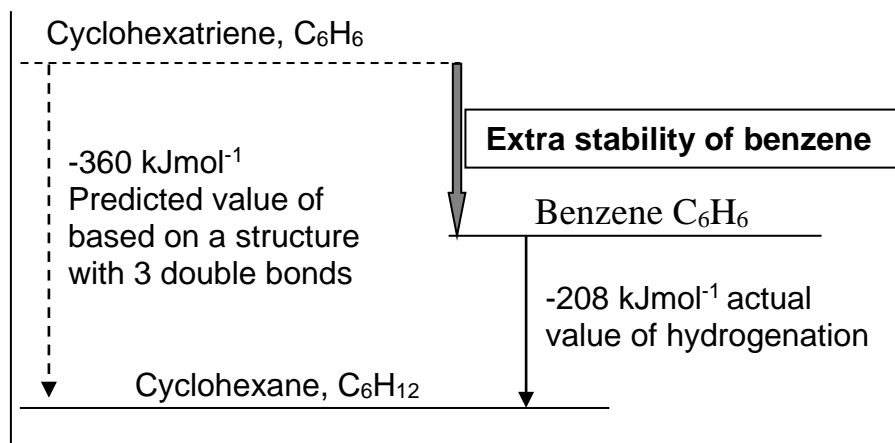 Cyclohexatriene, C₆H₆
Extra stability of benzene
-360 kJmol⁻¹
Predicted value of
based on a structure
with 3 double bonds
Benzene C₆H₆
-208 kJmol⁻¹ actual
value of hydrogenation
Cyclohexane, C₆H₁₂